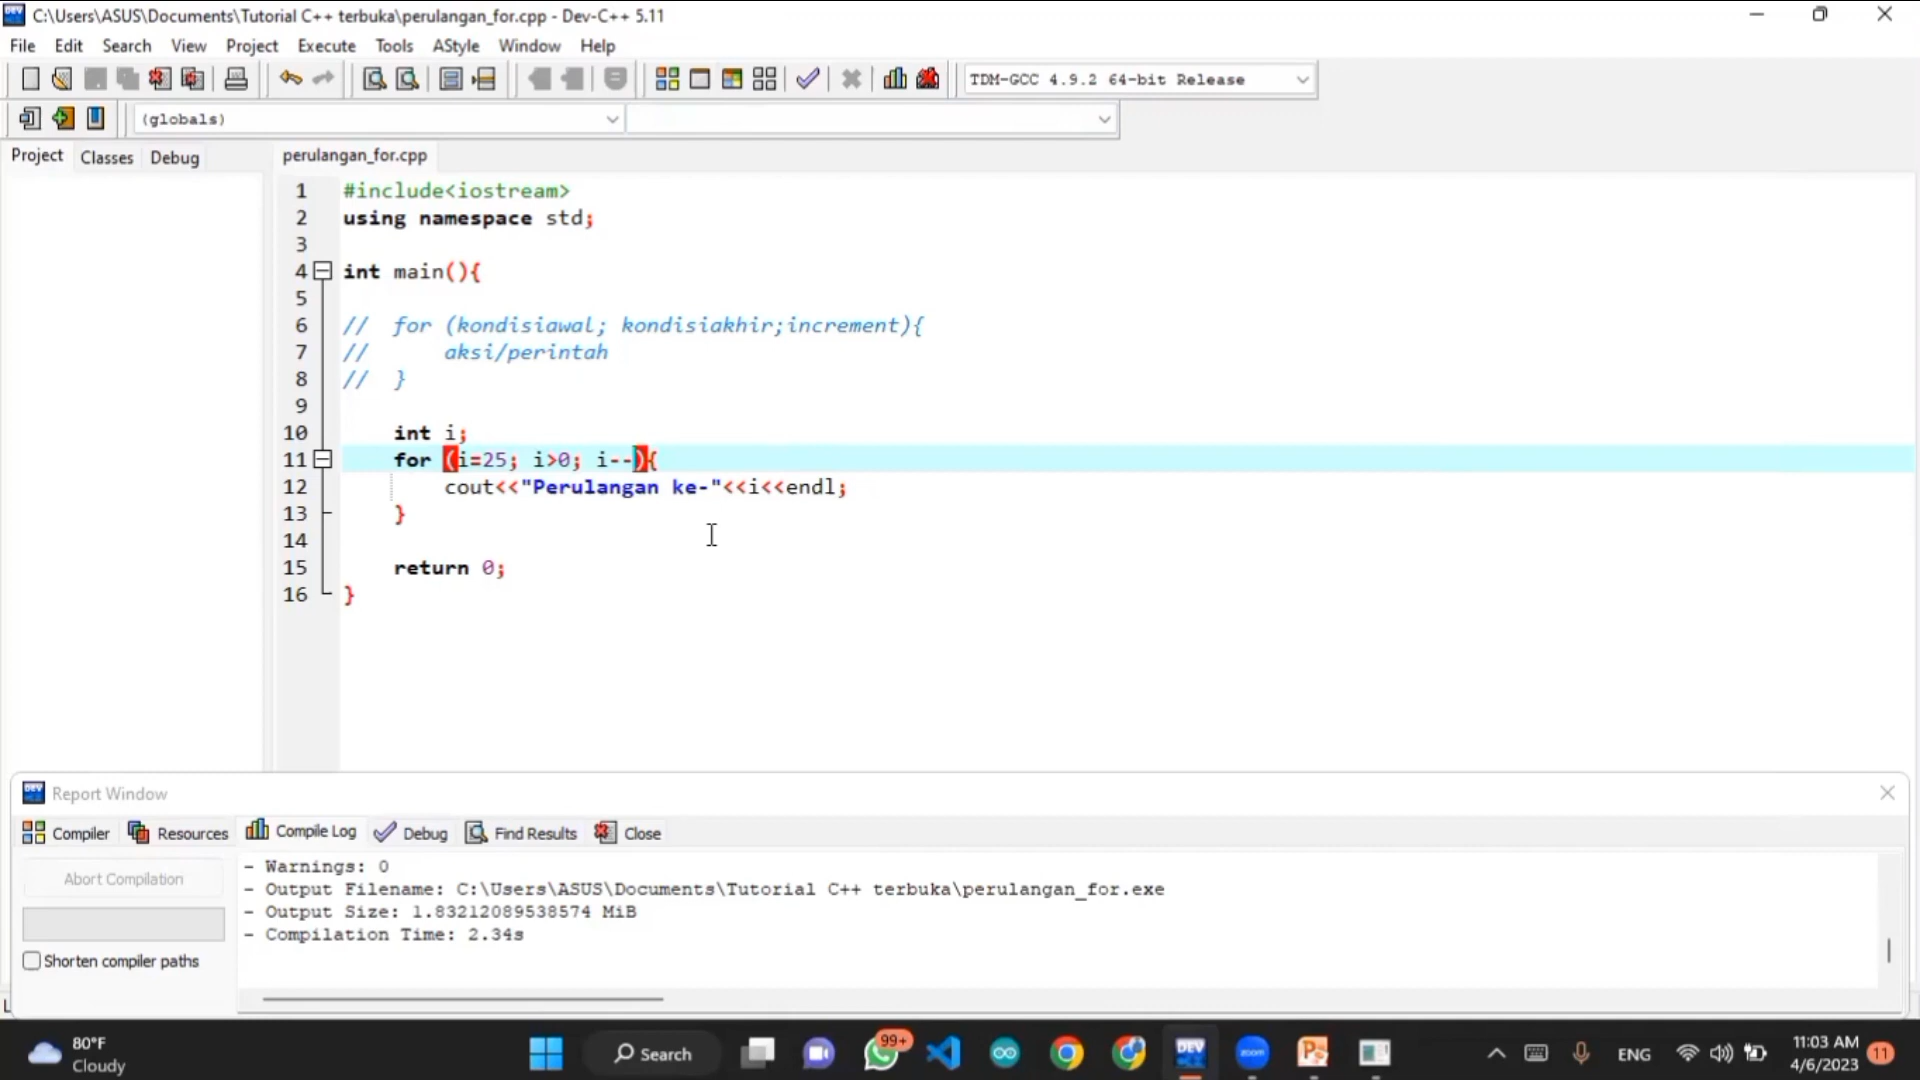 C:\Users\ASUS\Documents\Tutorial C++ terbuka\perulangan_for.cpp - Dev-C++ 5.11
File Edit Search View Project Execute Tools AStyle Window Help
TDM-GCC 4.9.2 64-bit Release
(globals)
Project Classes Debug
perulangan_for.cpp
1 #include<iostream>
2 using namespace std;
3
4 int main(){
5
6 // for (kondisiawal; kondisiakhir;increment){
7 // aksi/perintah
8 // }
9
10 int i;
11 for (i=25; i>0; i--){
12 cout<<"Perulangan ke-"<<i<<endl;
13 }
14
15 return 0;
16 }
DEV Report Window
Compiler Resources Compile Log Debug Find Results Close
Abort Compilation
Shorten compiler paths
- Warnings: 0
- Output Filename: C:\Users\ASUS\Documents\Tutorial C++ terbuka\perulangan_for.exe
- Output Size: 1.83212089538574 MiB
- Compilation Time: 2.34s
80°F
Cloudy
Search
99+
DEV
zoom
ENG
11:03 AM
4/6/2023
11